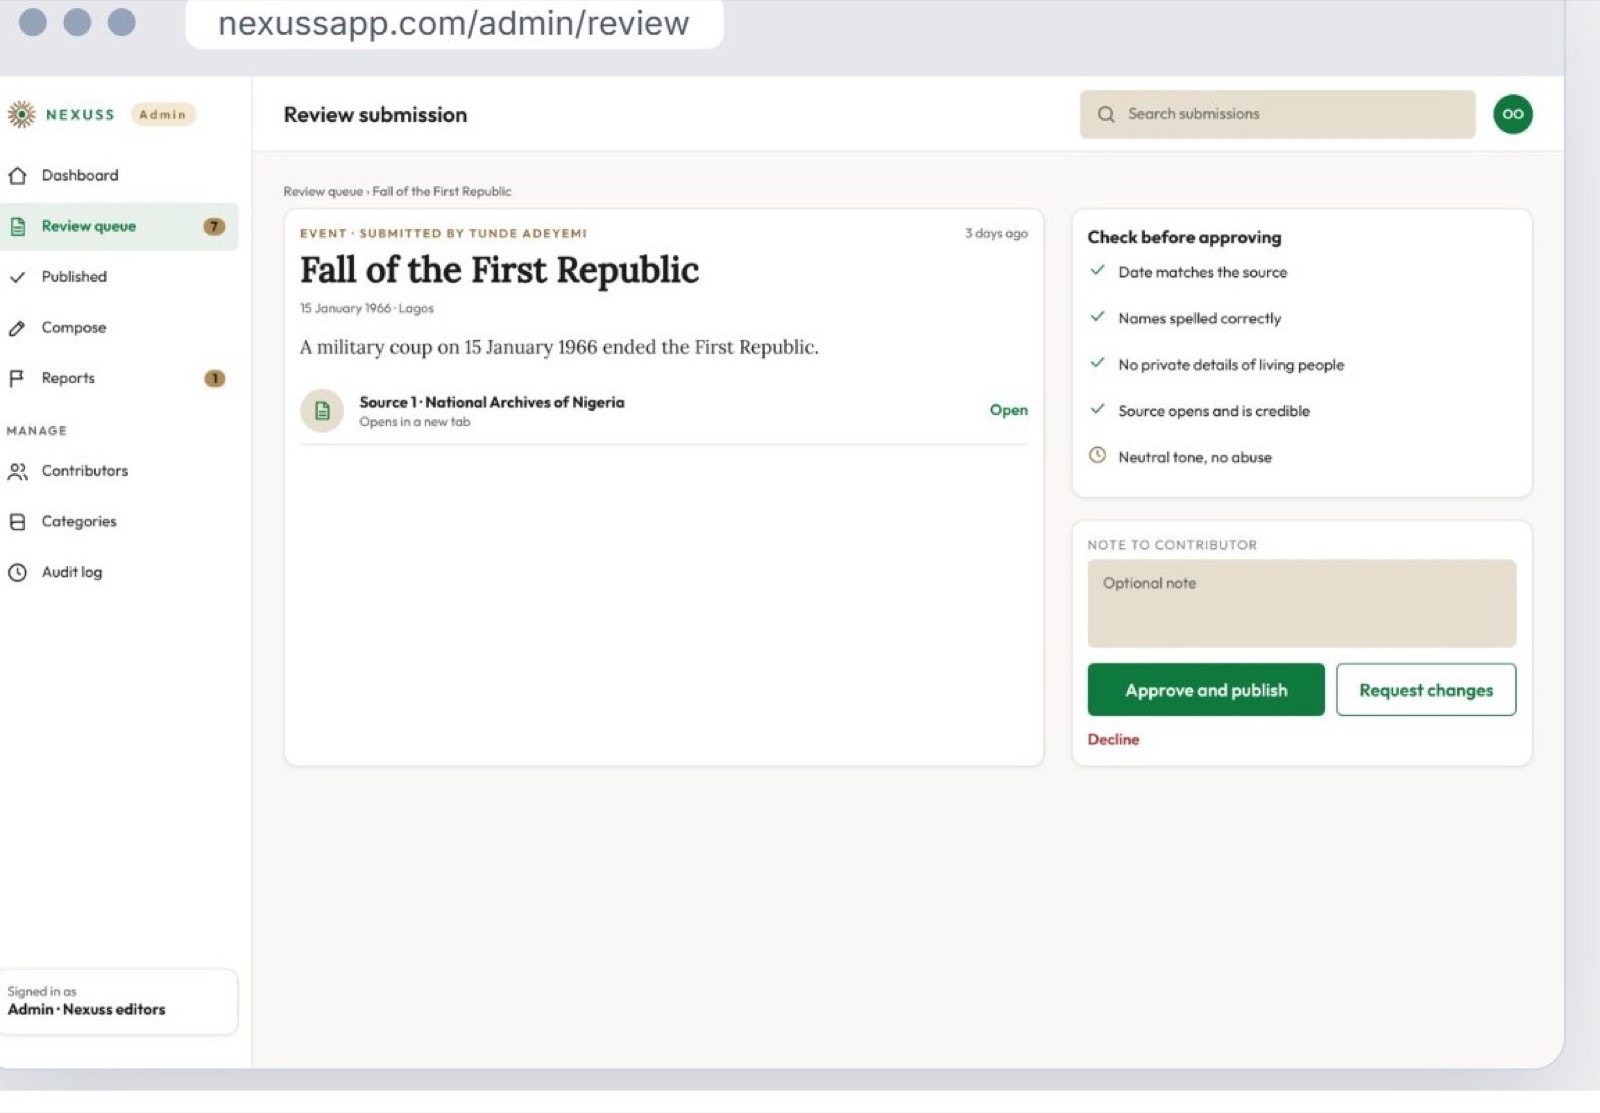 nexussapp.com/admin/review
NEXUSS Admin
Dashboard
Review queue 7
Published
Compose
Reports 1
MANAGE
Contributors
Categories
Audit log
Signed in as
Admin · Nexuss editors
Review submission
Search submissions
OO
Review queue › Fall of the First Republic
EVENT · SUBMITTED BY TUNDE ADEYEMI
3 days ago
Fall of the First Republic
15 January 1966 · Lagos
A military coup on 15 January 1966 ended the First Republic.
Source 1 · National Archives of Nigeria
Opens in a new tab
Open
Check before approving
Date matches the source
Names spelled correctly
No private details of living people
Source opens and is credible
Neutral tone, no abuse
NOTE TO CONTRIBUTOR
Optional note
Approve and publish
Request changes
Decline